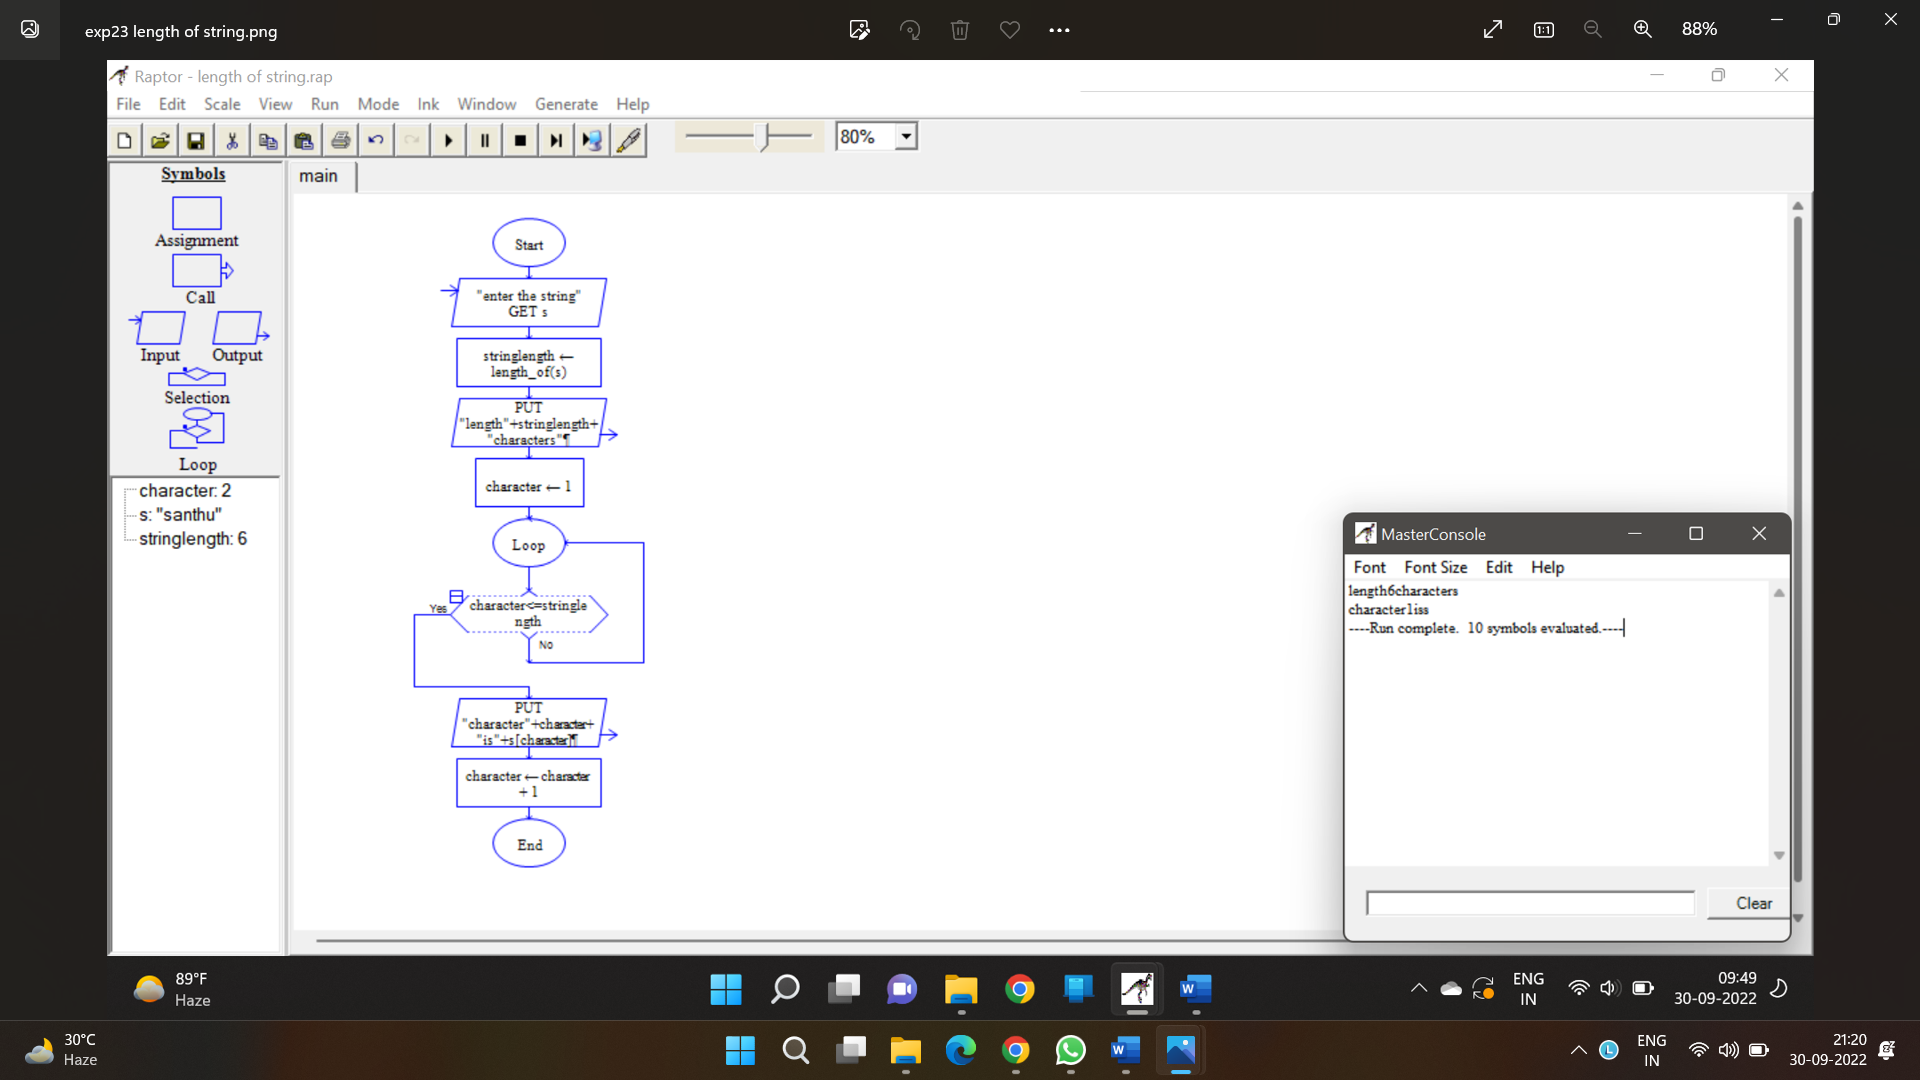 exp23 length of string.png
88%
Raptor - length of string.rap
File Edit Scale View Run Mode Ink Window Generate Help
80%
Symbols
Assignment
Call
Input Output
Selection
Loop
character: 2
s: "santhu"
stringlength: 6
main
Start
"enter the string"
GET s
stringlength ←
length_of(s)
PUT
"length"+stringlength+
"characters"¶
character ← 1
Loop
Yes
character<=stringle
ngth
No
PUT
"character"+character+
"is"+s[character]¶
character ← character
+ 1
End
MasterConsole
Font Font Size Edit Help
length6characters
character1iss
----Run complete.  10 symbols evaluated.----
Clear
89°F
Haze
ENG
IN
09:49
30-09-2022
30°C
Haze
ENG
IN
21:20
30-09-2022